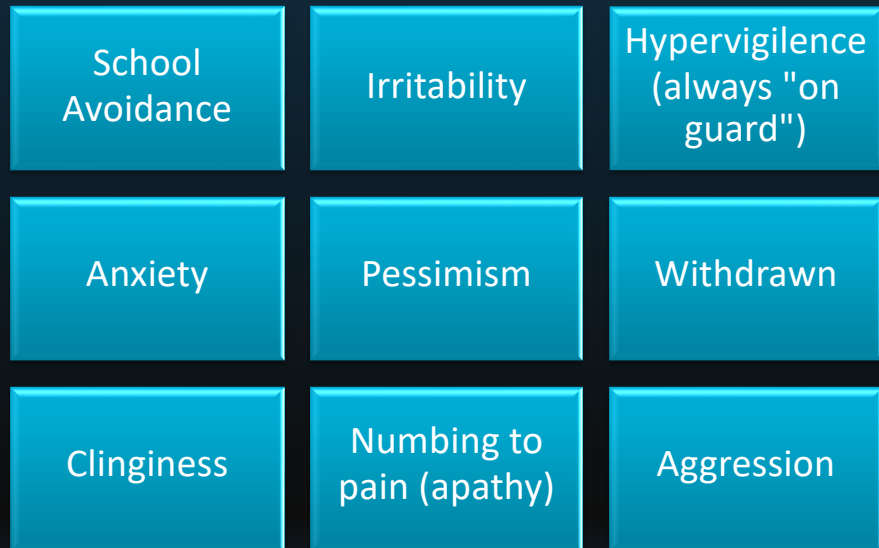 School
Avoidance
Irritability
Hypervigilence
(always "on
guard")
Anxiety
Pessimism
Withdrawn
Clinginess
Numbing to
pain (apathy)
Aggression